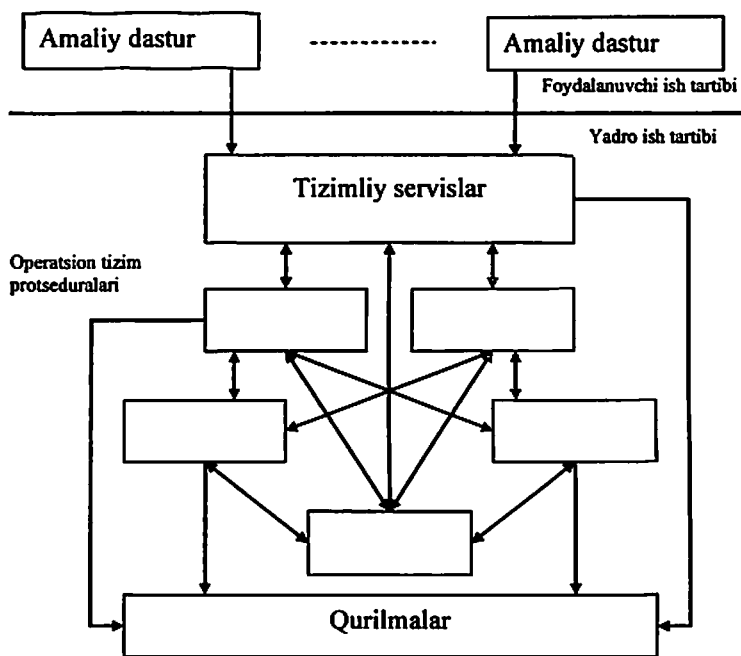 Amaliy dastur
Amaliy dastur
Foydalanuvchi ish tartibi
Yadro ish tartibi
Tizimliy servislar
Operatsion tizim
protseduralari
Qurilmalar